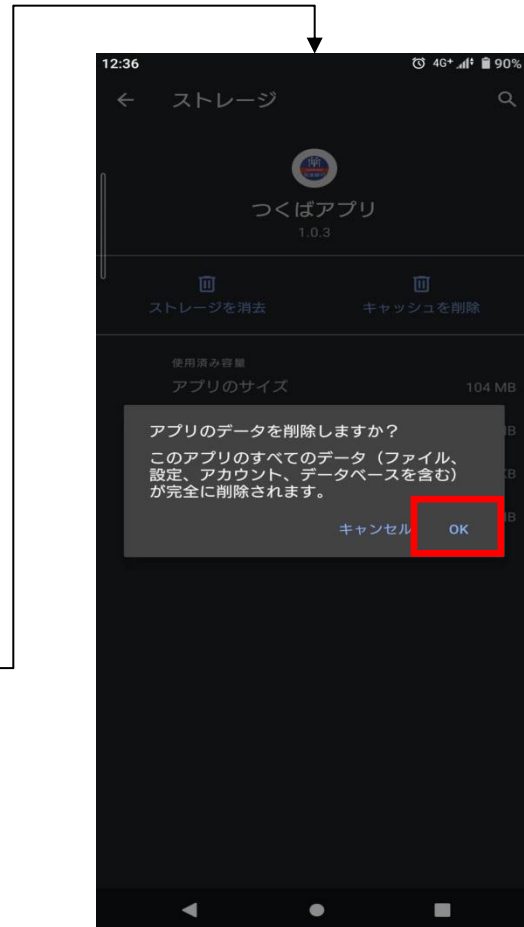 12:36 4G+ 90%
ストレージ
つくばアプリ
1.0.3
ストレージを消去 キャッシュを削除
使用済み容量
アプリのサイズ 104 MB
アプリのデータを削除しますか？
このアプリのすべてのデータ（ファイル、
設定、アカウント、データベースを含む）
が完全に削除されます。
キャンセル OK